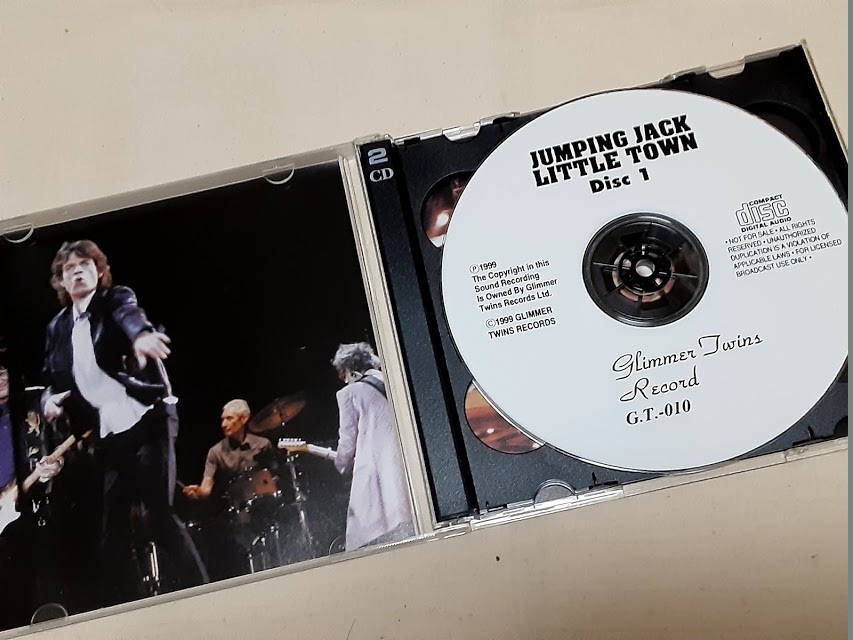 2
CD
JUMPING JACK
LITTLE TOWN
Disc 1
COMPACT
disc
DIGITAL AUDIO
• NOT FOR SALE • ALL RIGHTS
RESERVED • UNAUTHORIZED
DUPLICATION IS A VIOLATION OF
APPLICABLE LAWS • FOR LICENSED
BROADCAST USE ONLY •
Ⓟ1999
The Copyright in this
Sound Recording
Is Owned By Glimmer
Twins Records Ltd.
Ⓒ1999 GLIMMER
TWINS RECORDS
Glimmer Twins
Record
G.T.-010